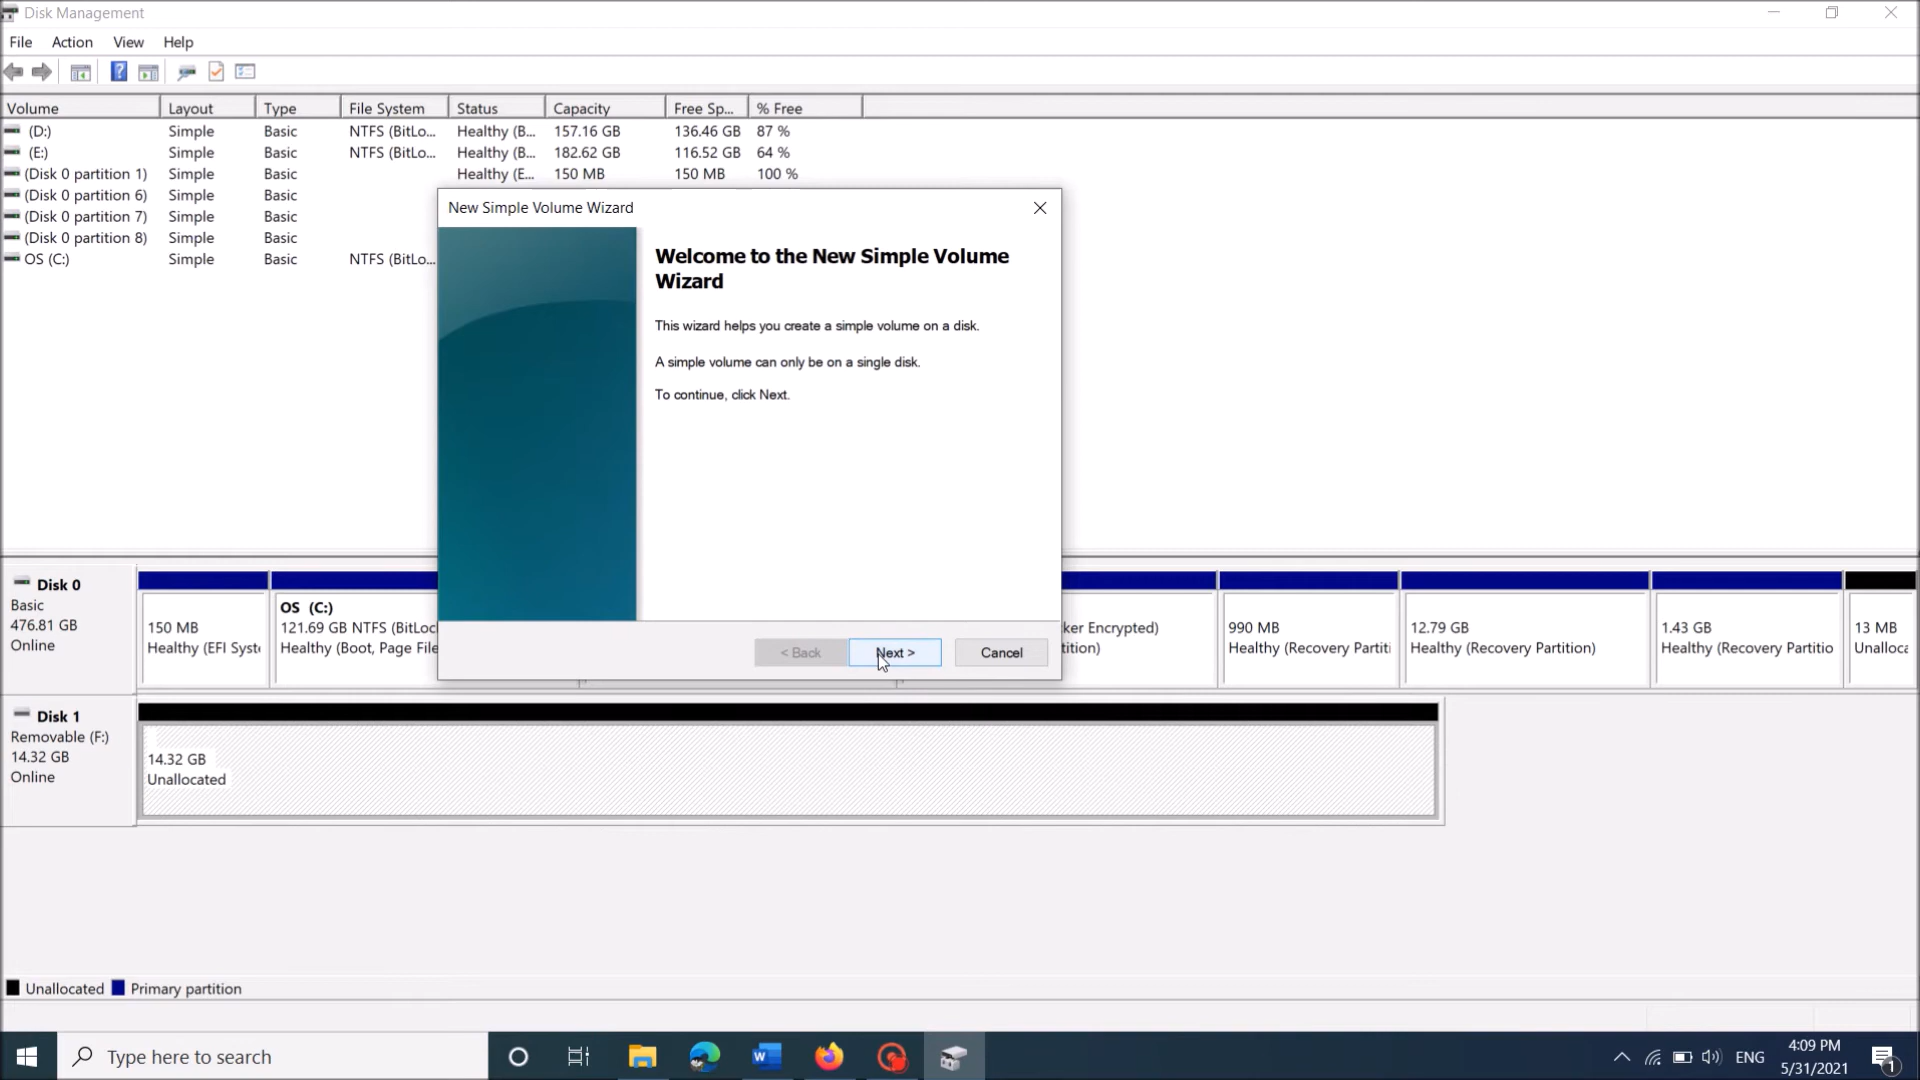 Disk Management
File Action View Help
Volume Layout Type File System Status Capacity Free Sp... % Free
(D:) Simple Basic NTFS (BitLo... Healthy (B... 157.16 GB 136.46 GB 87 %
(E:) Simple Basic NTFS (BitLo... Healthy (B... 182.62 GB 116.52 GB 64 %
(Disk 0 partition 1) Simple Basic Healthy (E... 150 MB 150 MB 100 %
(Disk 0 partition 6) Simple Basic
(Disk 0 partition 7) Simple Basic
(Disk 0 partition 8) Simple Basic
OS (C:) Simple Basic NTFS (BitLo...
New Simple Volume Wizard
Welcome to the New Simple Volume
Wizard
This wizard helps you create a simple volume on a disk.
A simple volume can only be on a single disk.
To continue, click Next.
< Back Next > Cancel
Disk 0
Basic
476.81 GB
Online
150 MB
Healthy (EFI Syst
OS (C:)
121.69 GB NTFS (BitLoc
Healthy (Boot, Page File
ker Encrypted)
tition)
990 MB
Healthy (Recovery Partiti
12.79 GB
Healthy (Recovery Partition)
1.43 GB
Healthy (Recovery Partitio
13 MB
Unalloca
Disk 1
Removable (F:)
14.32 GB
Online
14.32 GB
Unallocated
Unallocated Primary partition
Type here to search
ENG
4:09 PM
5/31/2021
1